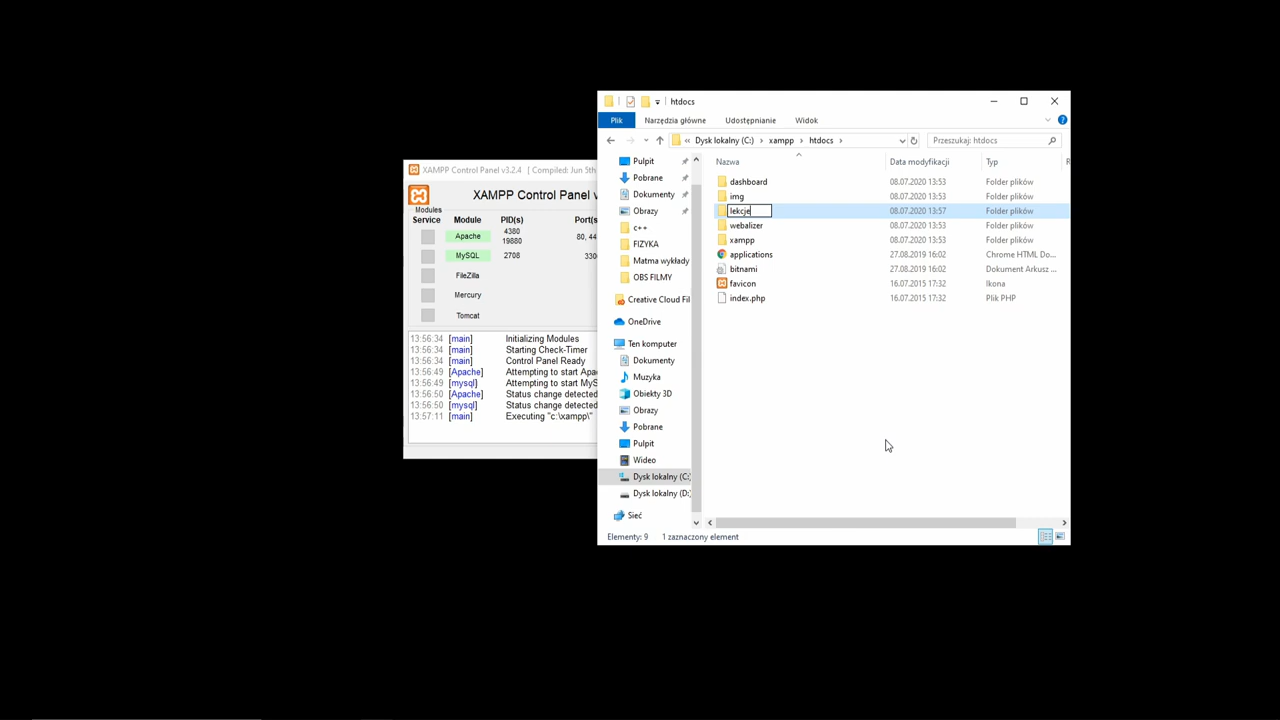 htdocs
Plik Narzędzia główne Udostępnianie Widok
« Dysk lokalny (C:) xampp htdocs
Przeszukaj: htdocs
Nazwa Data modyfikacji Typ
dashboard 08.07.2020 13:53 Folder plików
img 08.07.2020 13:53 Folder plików
lekcje 08.07.2020 13:57 Folder plików
webalizer 08.07.2020 13:53 Folder plików
xampp 08.07.2020 13:53 Folder plików
applications 27.08.2019 16:02 Chrome HTML Do...
bitnami 27.08.2019 16:02 Dokument Arkusz ...
favicon 16.07.2015 17:32 Ikona
index.php 16.07.2015 17:32 Plik PHP
Pulpit
Pobrane
Dokumenty
Obrazy
c++
FIZYKA
Matma wykłady
OBS FILMY
Creative Cloud Fil
OneDrive
Ten komputer
Dokumenty
Muzyka
Obiekty 3D
Obrazy
Pobrane
Pulpit
Wideo
Dysk lokalny (C:)
Dysk lokalny (D:)
Sieć
Elementy: 9 1 zaznaczony element
XAMPP Control Panel v3.2.4 [ Compiled: Jun 5th
XAMPP Control Panel v
Modules
Service Module PID(s) Port(s)
Apache 4380 19880 80, 44
MySQL 2708 330
FileZilla
Mercury
Tomcat
13:56:34 [main] Initializing Modules
13:56:34 [main] Starting Check-Timer
13:56:34 [main] Control Panel Ready
13:56:49 [Apache] Attempting to start Apa
13:56:49 [mysql] Attempting to start MyS
13:56:50 [Apache] Status change detected
13:56:50 [mysql] Status change detected
13:57:11 [main] Executing "c:\xampp\"